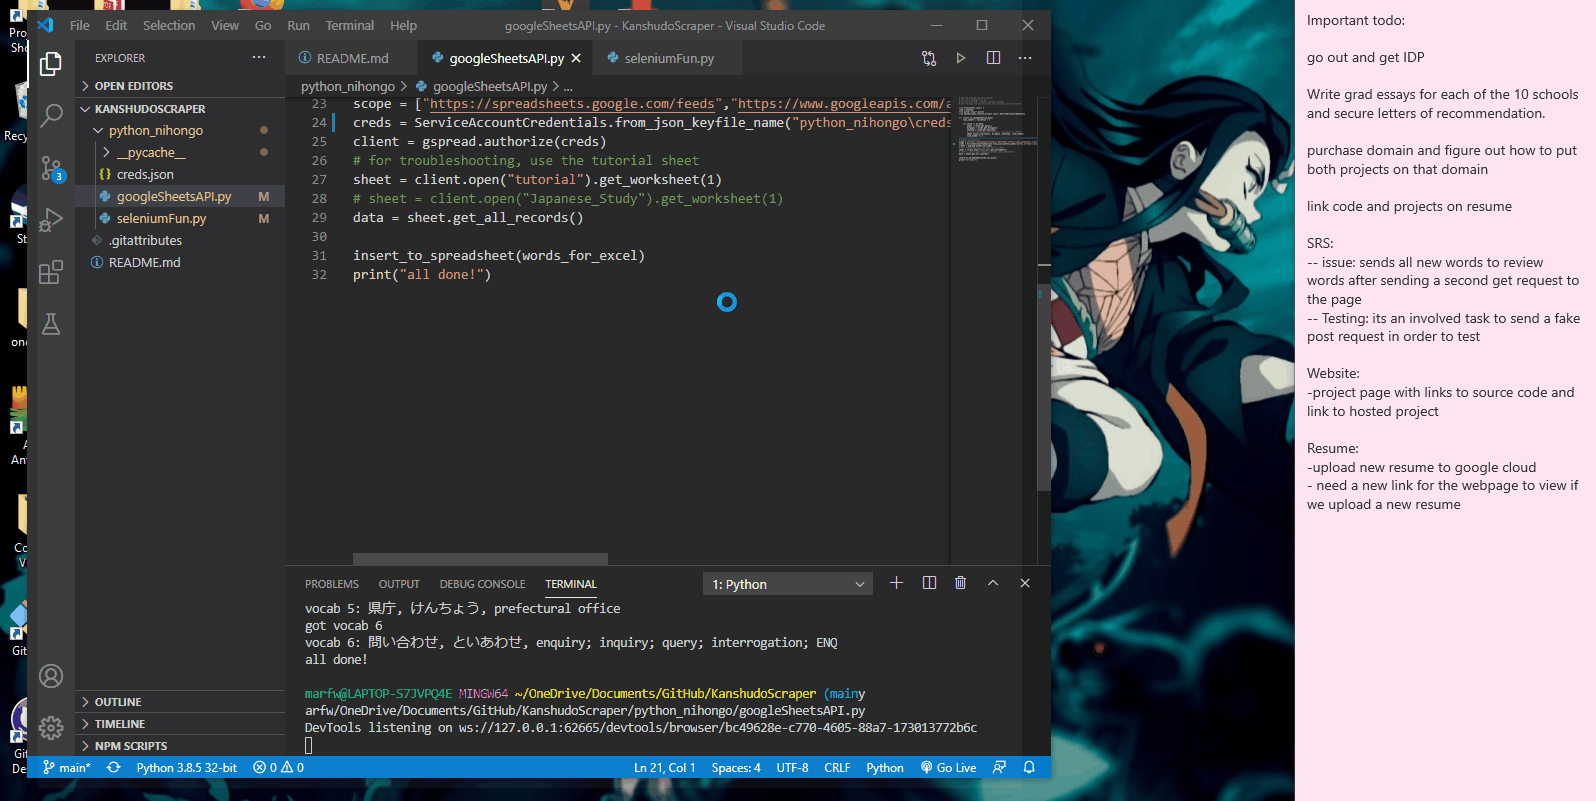 File Edit Selection View Go Run Terminal Help
googleSheetsAPI.py - KanshudoScraper - Visual Studio Code
EXPLORER
OPEN EDITORS
KANSHUDOSCRAPER
python_nihongo
__pycache__
creds.json
googleSheetsAPI.py M
seleniumFun.py M
.gitattributes
README.md
3
OUTLINE
TIMELINE
NPM SCRIPTS
README.md
googleSheetsAPI.py
seleniumFun.py
python_nihongo > googleSheetsAPI.py > ...
23 scope = ["https://spreadsheets.google.com/feeds","https://www.googleapis.com/a
24 creds = ServiceAccountCredentials.from_json_keyfile_name("python_nihongo\creds
25 client = gspread.authorize(creds)
26 # for troubleshooting, use the tutorial sheet
27 sheet = client.open("tutorial").get_worksheet(1)
28 # sheet = client.open("Japanese_Study").get_worksheet(1)
29 data = sheet.get_all_records()
30
31 insert_to_spreadsheet(words_for_excel)
32 print("all done!")
PROBLEMS OUTPUT DEBUG CONSOLE TERMINAL
1: Python
vocab 5: 県庁, けんちょう, prefectural office
got vocab 6
vocab 6: 問い合わせ, といあわせ, enquiry; inquiry; query; interrogation; ENQ
all done!
marfw@LAPTOP-S7JVPQ4E MINGW64 ~/OneDrive/Documents/GitHub/KanshudoScraper (mainy
arfw/OneDrive/Documents/GitHub/KanshudoScraper/python_nihongo/googleSheetsAPI.py
DevTools listening on ws://127.0.0.1:62665/devtools/browser/bc49628e-c770-4605-88a7-173013772b6c
main* Python 3.8.5 32-bit 0 0
Ln 21, Col 1 Spaces: 4 UTF-8 CRLF Python Go Live
Important todo:
go out and get IDP
Write grad essays for each of the 10 schools
and secure letters of recommendation.
purchase domain and figure out how to put
both projects on that domain
link code and projects on resume
SRS:
-- issue: sends all new words to review
words after sending a second get request to
the page
-- Testing: its an involved task to send a fake
post request in order to test
Website:
-project page with links to source code and
link to hosted project
Resume:
-upload new resume to google cloud
- need a new link for the webpage to view if
we upload a new resume